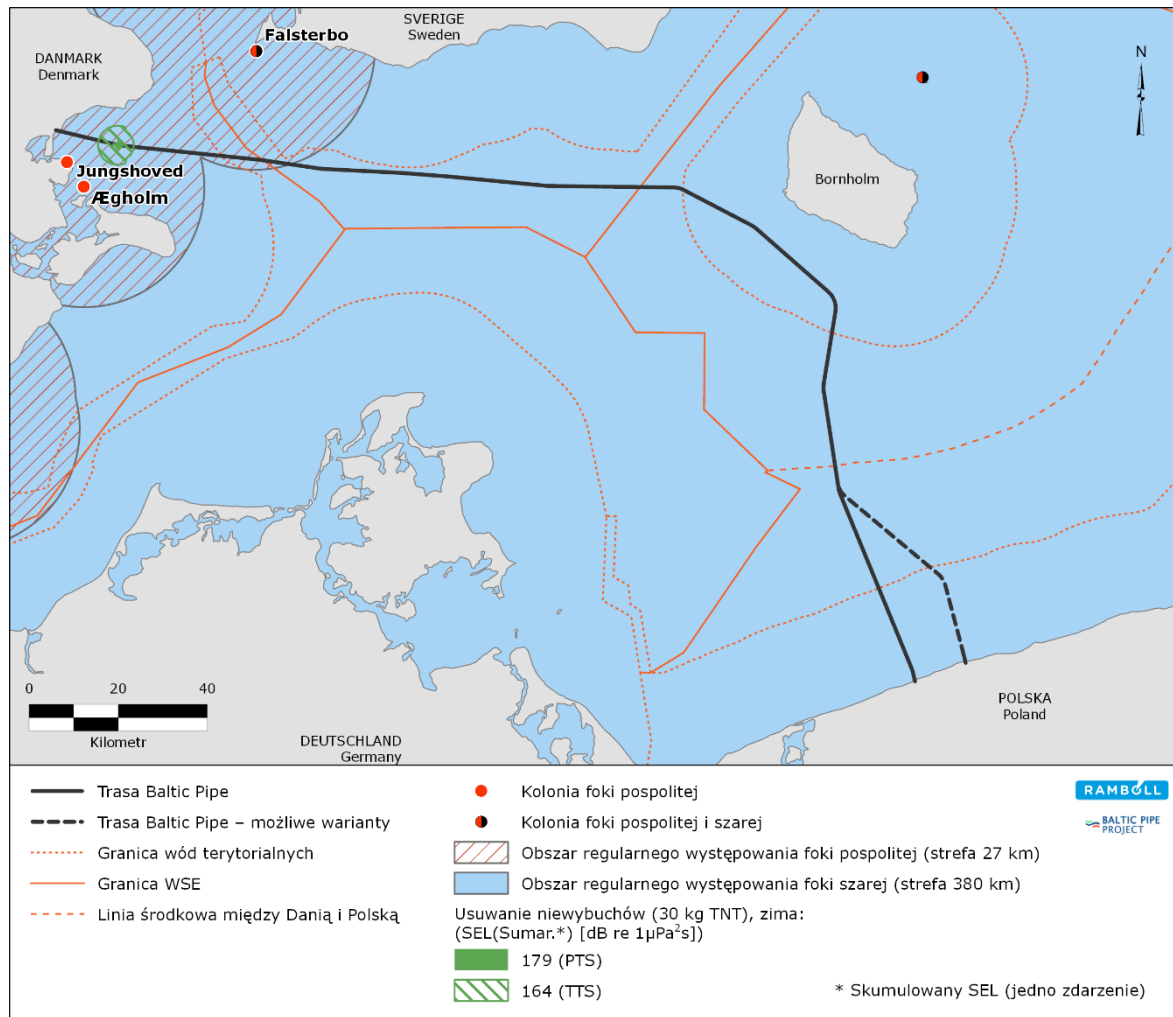 SVERIGE
Sweden
Falsterbo
DANMARK
Denmark
N
Jungshoved
Ægholm
Bornholm
0 20 40
Kilometr
DEUTSCHLAND
Germany
POLSKA
Poland
Trasa Baltic Pipe
Trasa Baltic Pipe – możliwe warianty
Granica wód terytorialnych
Granica WSE
Linia środkowa między Danią i Polską
Kolonia foki pospolitej
Kolonia foki pospolitej i szarej
Obszar regularnego występowania foki pospolitej (strefa 27 km)
Obszar regularnego występowania foki szarej (strefa 380 km)
Usuwanie niewybuchów (30 kg TNT), zima:
(SEL(Sumar.*) [dB re 1µPa²s])
179 (PTS)
164 (TTS)
RAMBOLL
BALTIC PIPE
PROJECT
* Skumulowany SEL (jedno zdarzenie)